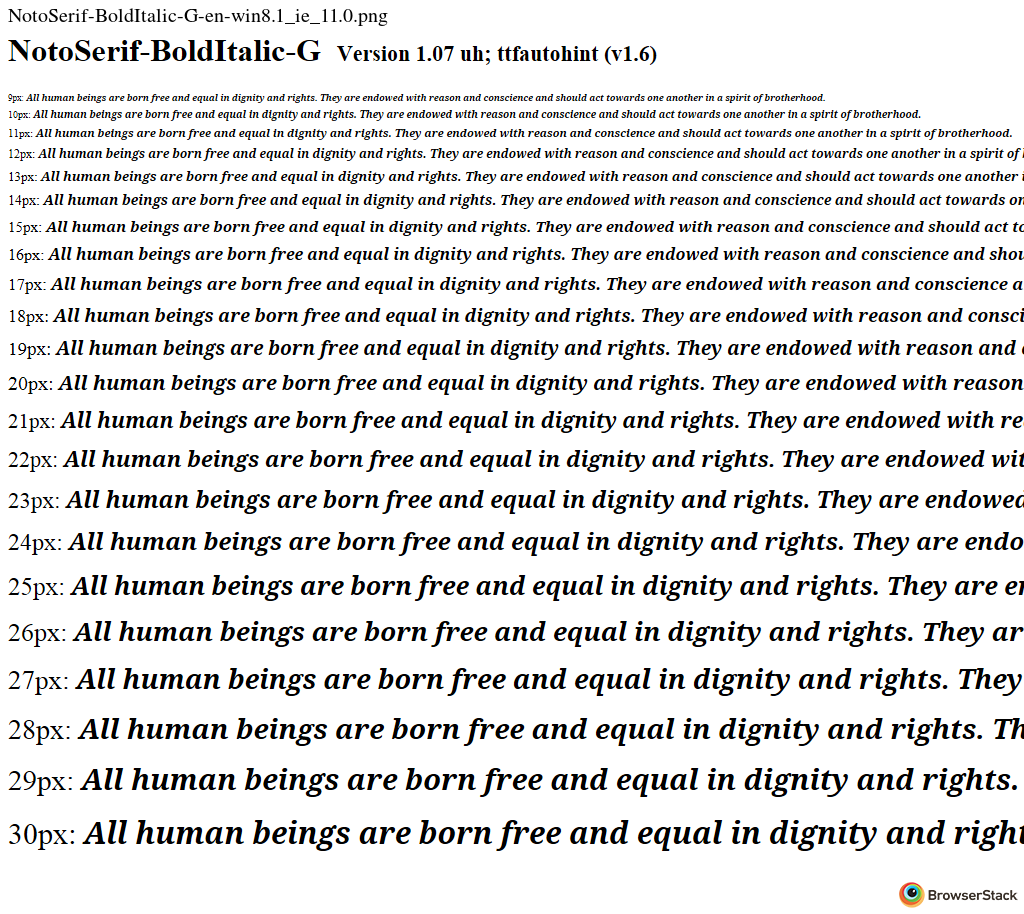 NotoSerif-BoldItalic-G-en-win8.1_ie_11.0.png
NotoSerif-BoldItalic-G Version 1.07 uh; ttfautohint (v1.6)
9px: All human beings are born free and equal in dignity and rights. They are endowed with reason and conscience and should act towards one another in a spirit of brotherhood.
10px: All human beings are born free and equal in dignity and rights. They are endowed with reason and conscience and should act towards one another in a spirit of brotherhood.
11px: All human beings are born free and equal in dignity and rights. They are endowed with reason and conscience and should act towards one another in a spirit of brotherhood.
12px: All human beings are born free and equal in dignity and rights. They are endowed with reason and conscience and should act towards one another in a spirit of
13px: All human beings are born free and equal in dignity and rights. They are endowed with reason and conscience and should act towards one another
14px: All human beings are born free and equal in dignity and rights. They are endowed with reason and conscience and should act towards on
15px: All human beings are born free and equal in dignity and rights. They are endowed with reason and conscience and should act to
16px: All human beings are born free and equal in dignity and rights. They are endowed with reason and conscience and shou
17px: All human beings are born free and equal in dignity and rights. They are endowed with reason and conscience a
18px: All human beings are born free and equal in dignity and rights. They are endowed with reason and consci
19px: All human beings are born free and equal in dignity and rights. They are endowed with reason and
20px: All human beings are born free and equal in dignity and rights. They are endowed with reason
21px: All human beings are born free and equal in dignity and rights. They are endowed with re
22px: All human beings are born free and equal in dignity and rights. They are endowed wit
23px: All human beings are born free and equal in dignity and rights. They are endowed
24px: All human beings are born free and equal in dignity and rights. They are endo
25px: All human beings are born free and equal in dignity and rights. They are en
26px: All human beings are born free and equal in dignity and rights. They ar
27px: All human beings are born free and equal in dignity and rights. They
28px: All human beings are born free and equal in dignity and rights. Th
29px: All human beings are born free and equal in dignity and rights.
30px: All human beings are born free and equal in dignity and right
BrowserStack